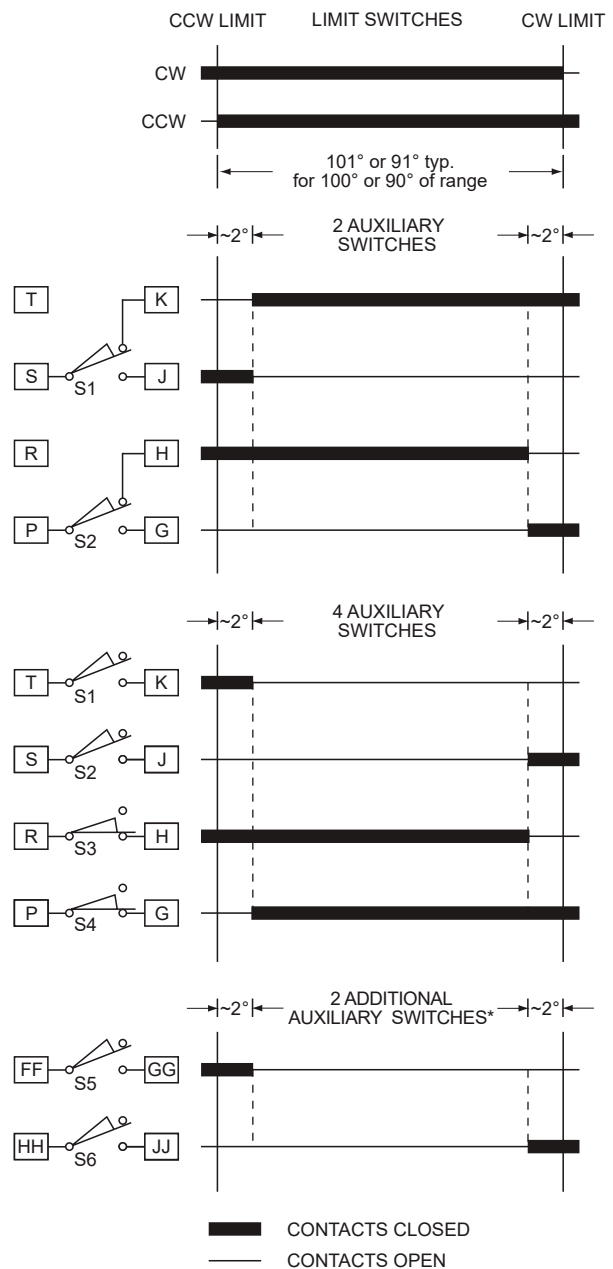 CCW LIMIT LIMIT SWITCHES CW LIMIT
CW
CCW
101° or 91° typ.
for 100° or 90° of range
~2° 2 AUXILIARY ~2°
SWITCHES
T K
S S1 J
R H
P S2 G
~2° 4 AUXILIARY ~2°
SWITCHES
T S1 K
S S2 J
R S3 H
P S4 G
~2° 2 ADDITIONAL ~2°
AUXILIARY SWITCHES*
FF S5 GG
HH S6 JJ
CONTACTS CLOSED
CONTACTS OPEN